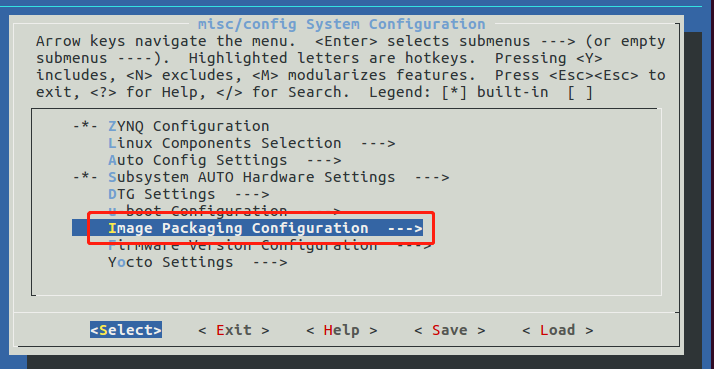 misc/config System Configuration
Arrow keys navigate the menu.  <Enter> selects submenus ---> (or empty
submenus ----).  Highlighted letters are hotkeys.  Pressing <Y>
includes, <N> excludes, <M> modularizes features.  Press <Esc><Esc> to
exit, <?> for Help, </> for Search.  Legend: [*] built-in  [ ]
-*- ZYNQ Configuration
Linux Components Selection  --->
Auto Config Settings  --->
-*- Subsystem AUTO Hardware Settings  --->
DTG Settings  --->
u-boot Configuration  --->
Image Packaging Configuration  --->
Firmware Version Configuration  --->
Yocto Settings  --->
<Select>    < Exit >    < Help >    < Save >    < Load >